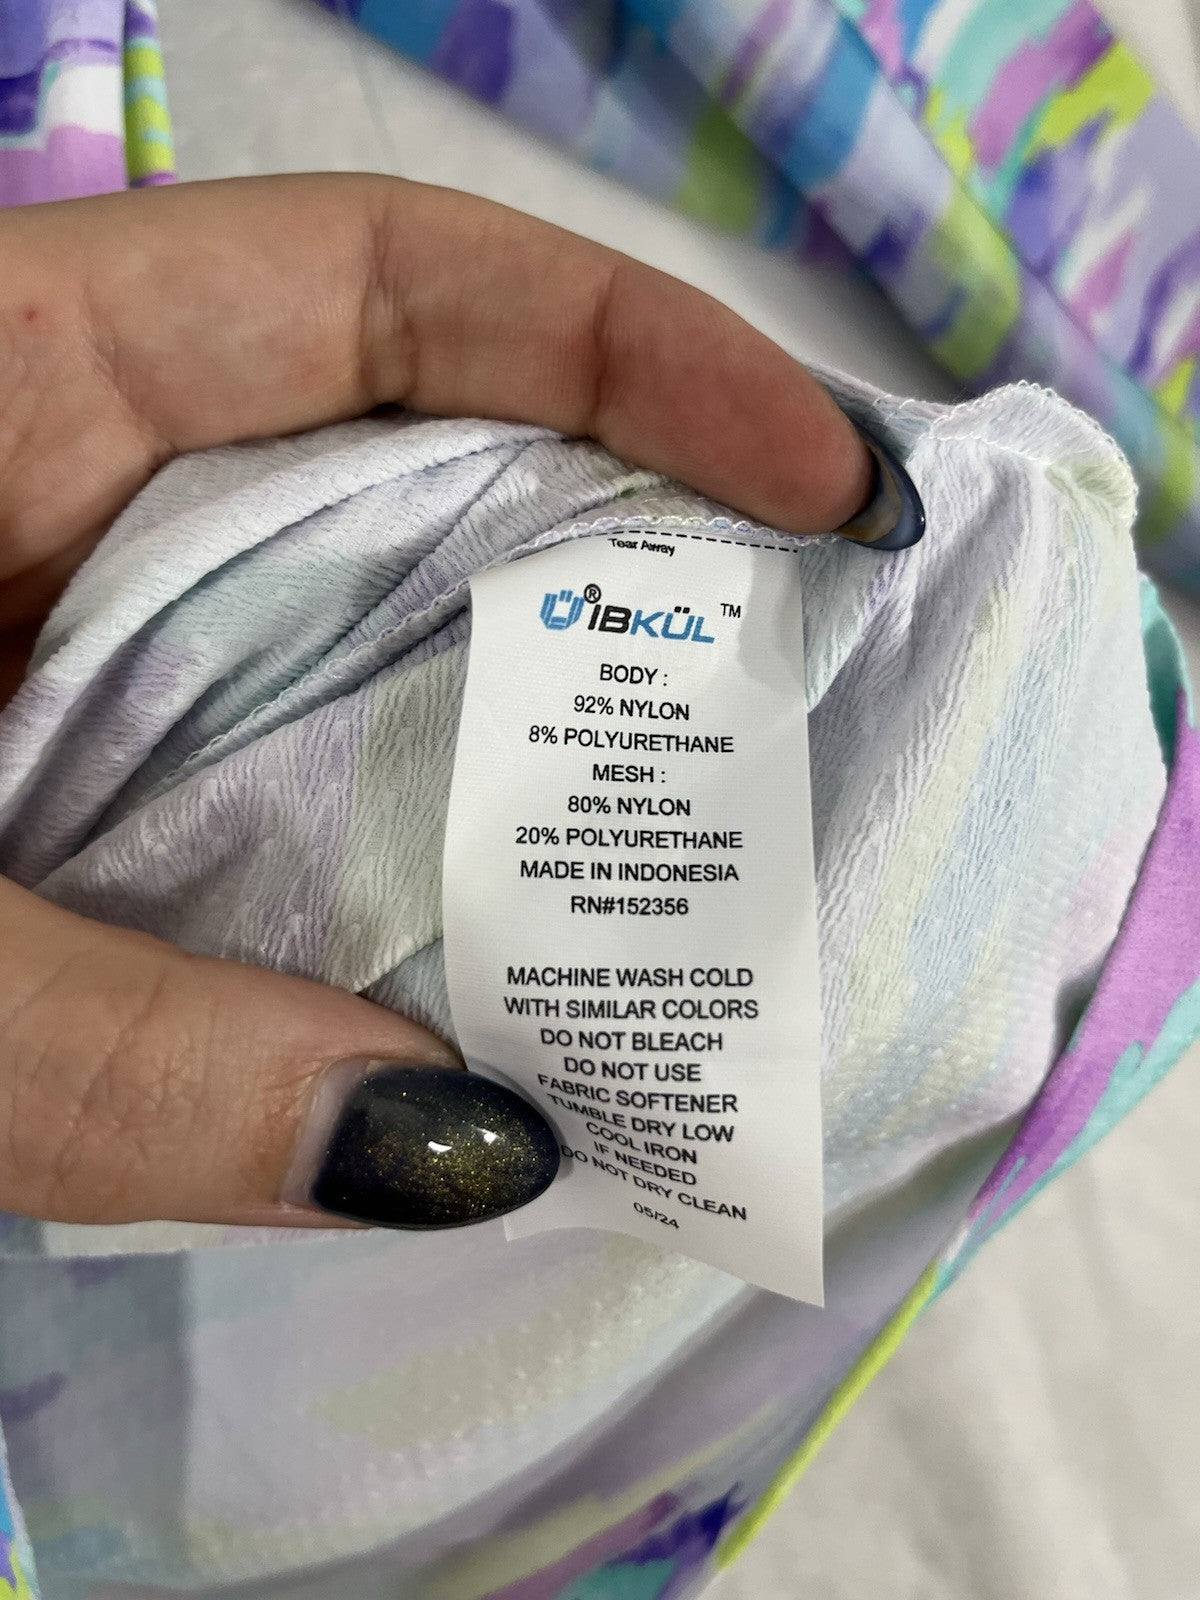 Tear Away
® IBKÜL ™
BODY :
92% NYLON
8% POLYURETHANE
MESH :
80% NYLON
20% POLYURETHANE
MADE IN INDONESIA
RN#152356
MACHINE WASH COLD
WITH SIMILAR COLORS
DO NOT BLEACH
DO NOT USE
FABRIC SOFTENER
TUMBLE DRY LOW
COOL IRON
IF NEEDED
DO NOT DRY CLEAN
05/24